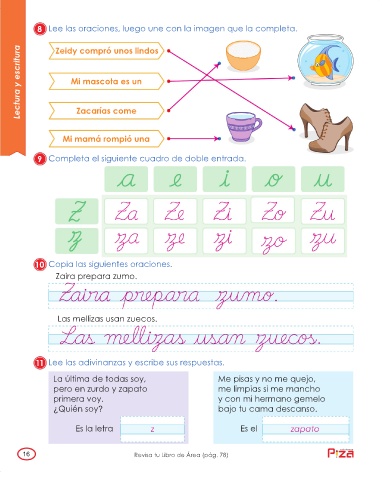 Lectura y escritura
8 Lee las oraciones, luego une con la imagen que la completa.
Zeidy compró unos lindos
Mi mascota es un
Zacarías come
Mi mamá rompió una
9 Completa el siguiente cuadro de doble entrada.
a e i o u
Z Za Ze Zi Zo Zu
z za ze zi zo zu
10 Copia las siguientes oraciones.
Zaira prepara zumo.
Zaira prepara zumo.
Las mellizas usan zuecos.
Las mellizas usan zuecos.
11 Lee las adivinanzas y escribe sus respuestas.
La última de todas soy,
pero en zurdo y zapato
primera voy.
¿Quién soy?
Es la letra z
Me pisas y no me quejo,
me limpias si me mancho
y con mi hermano gemelo
bajo tu cama descanso.
Es el zapato
16
Revisa tu Libro de Área (pág. 78)